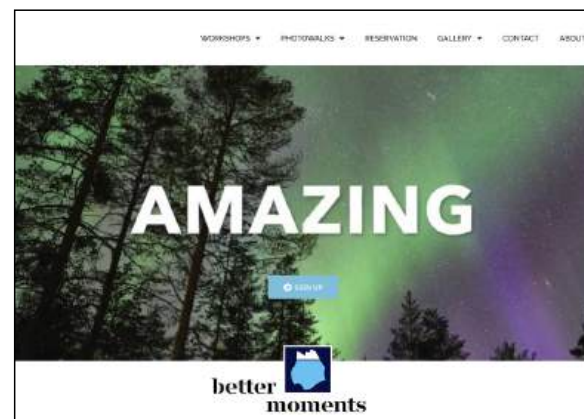 WORKSHOPS PHOTOWALKS RESERVATION GALLERY CONTACT ABOUT
AMAZING
SIGN UP
better
moments